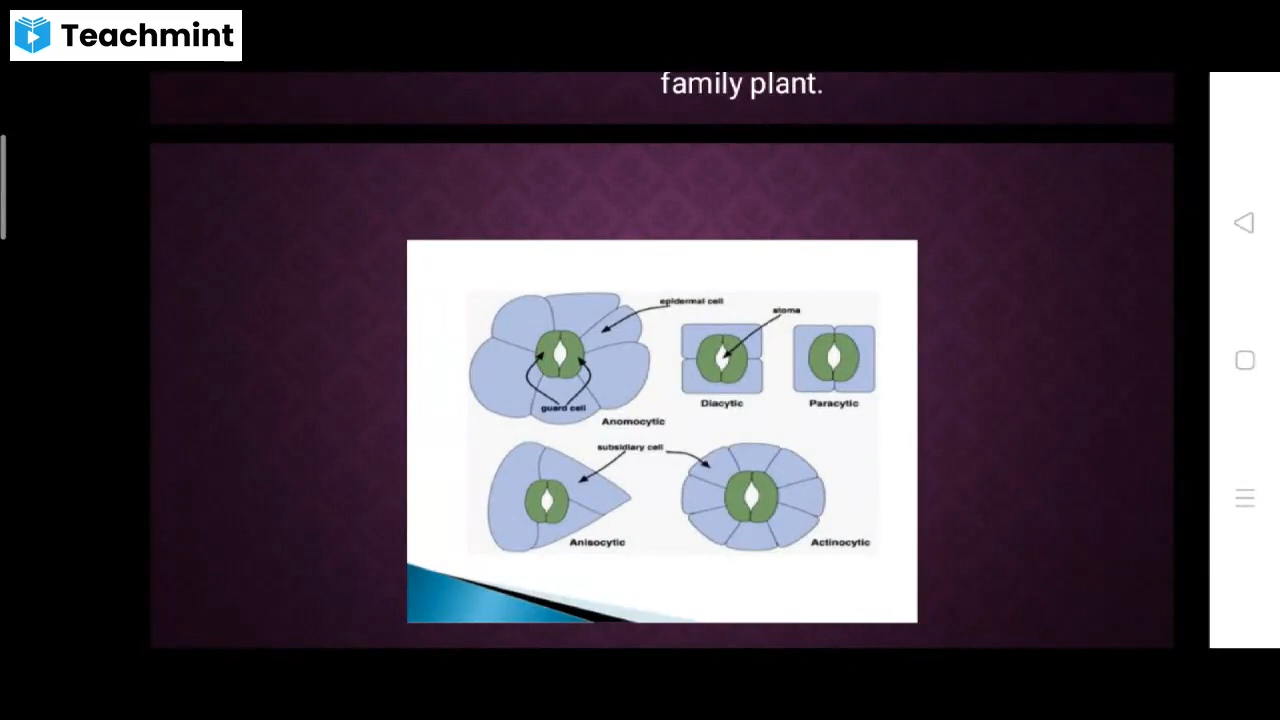 Teachmint
family plant.
epidermal cell
stoma
guard cell
Anomocytic
Diacytic
Paracytic
subsidiary cell
Anisocytic
Actinocytic